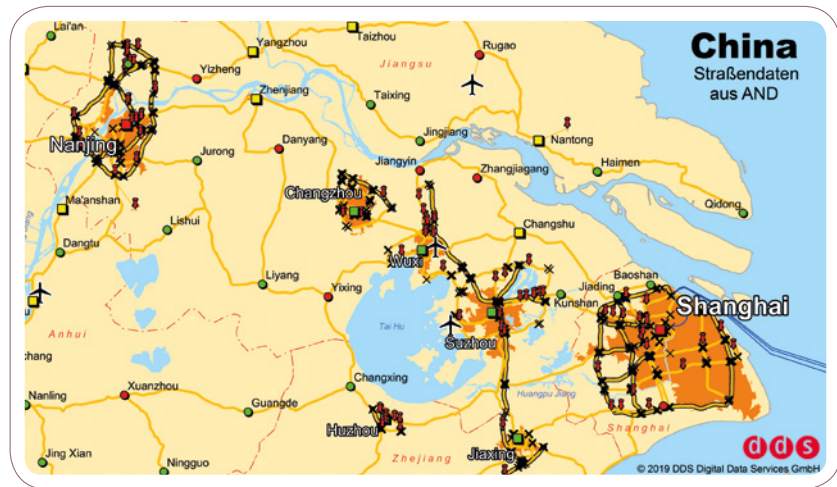 China
Straßendaten
aus AND
Lai'an
Yangzhou
Taizhou
Rugao
Yizheng
Jiangsu
Zhenjiang
Taixing
Nanjing
Danyang
Jingjiang
Nantong
Jurong
Jiangyin
Haimen
Zhangjiagang
Ma'anshan
Changzhou
Qidong
Lishui
Changshu
Dangtu
Wuxi
Baoshan
Liyang
Yixing
Jiading
Kunshan
Shanghai
Tai Hu
Suzhou
Anhui
Changxing
Xuanzhou
Nanling
Guangde
Huangpu Jiang
Huzhou
Shanghai
Jiaxing
Zhejiang
Jing Xian
Ningguo
dds
© 2019 DDS Digital Data Services GmbH